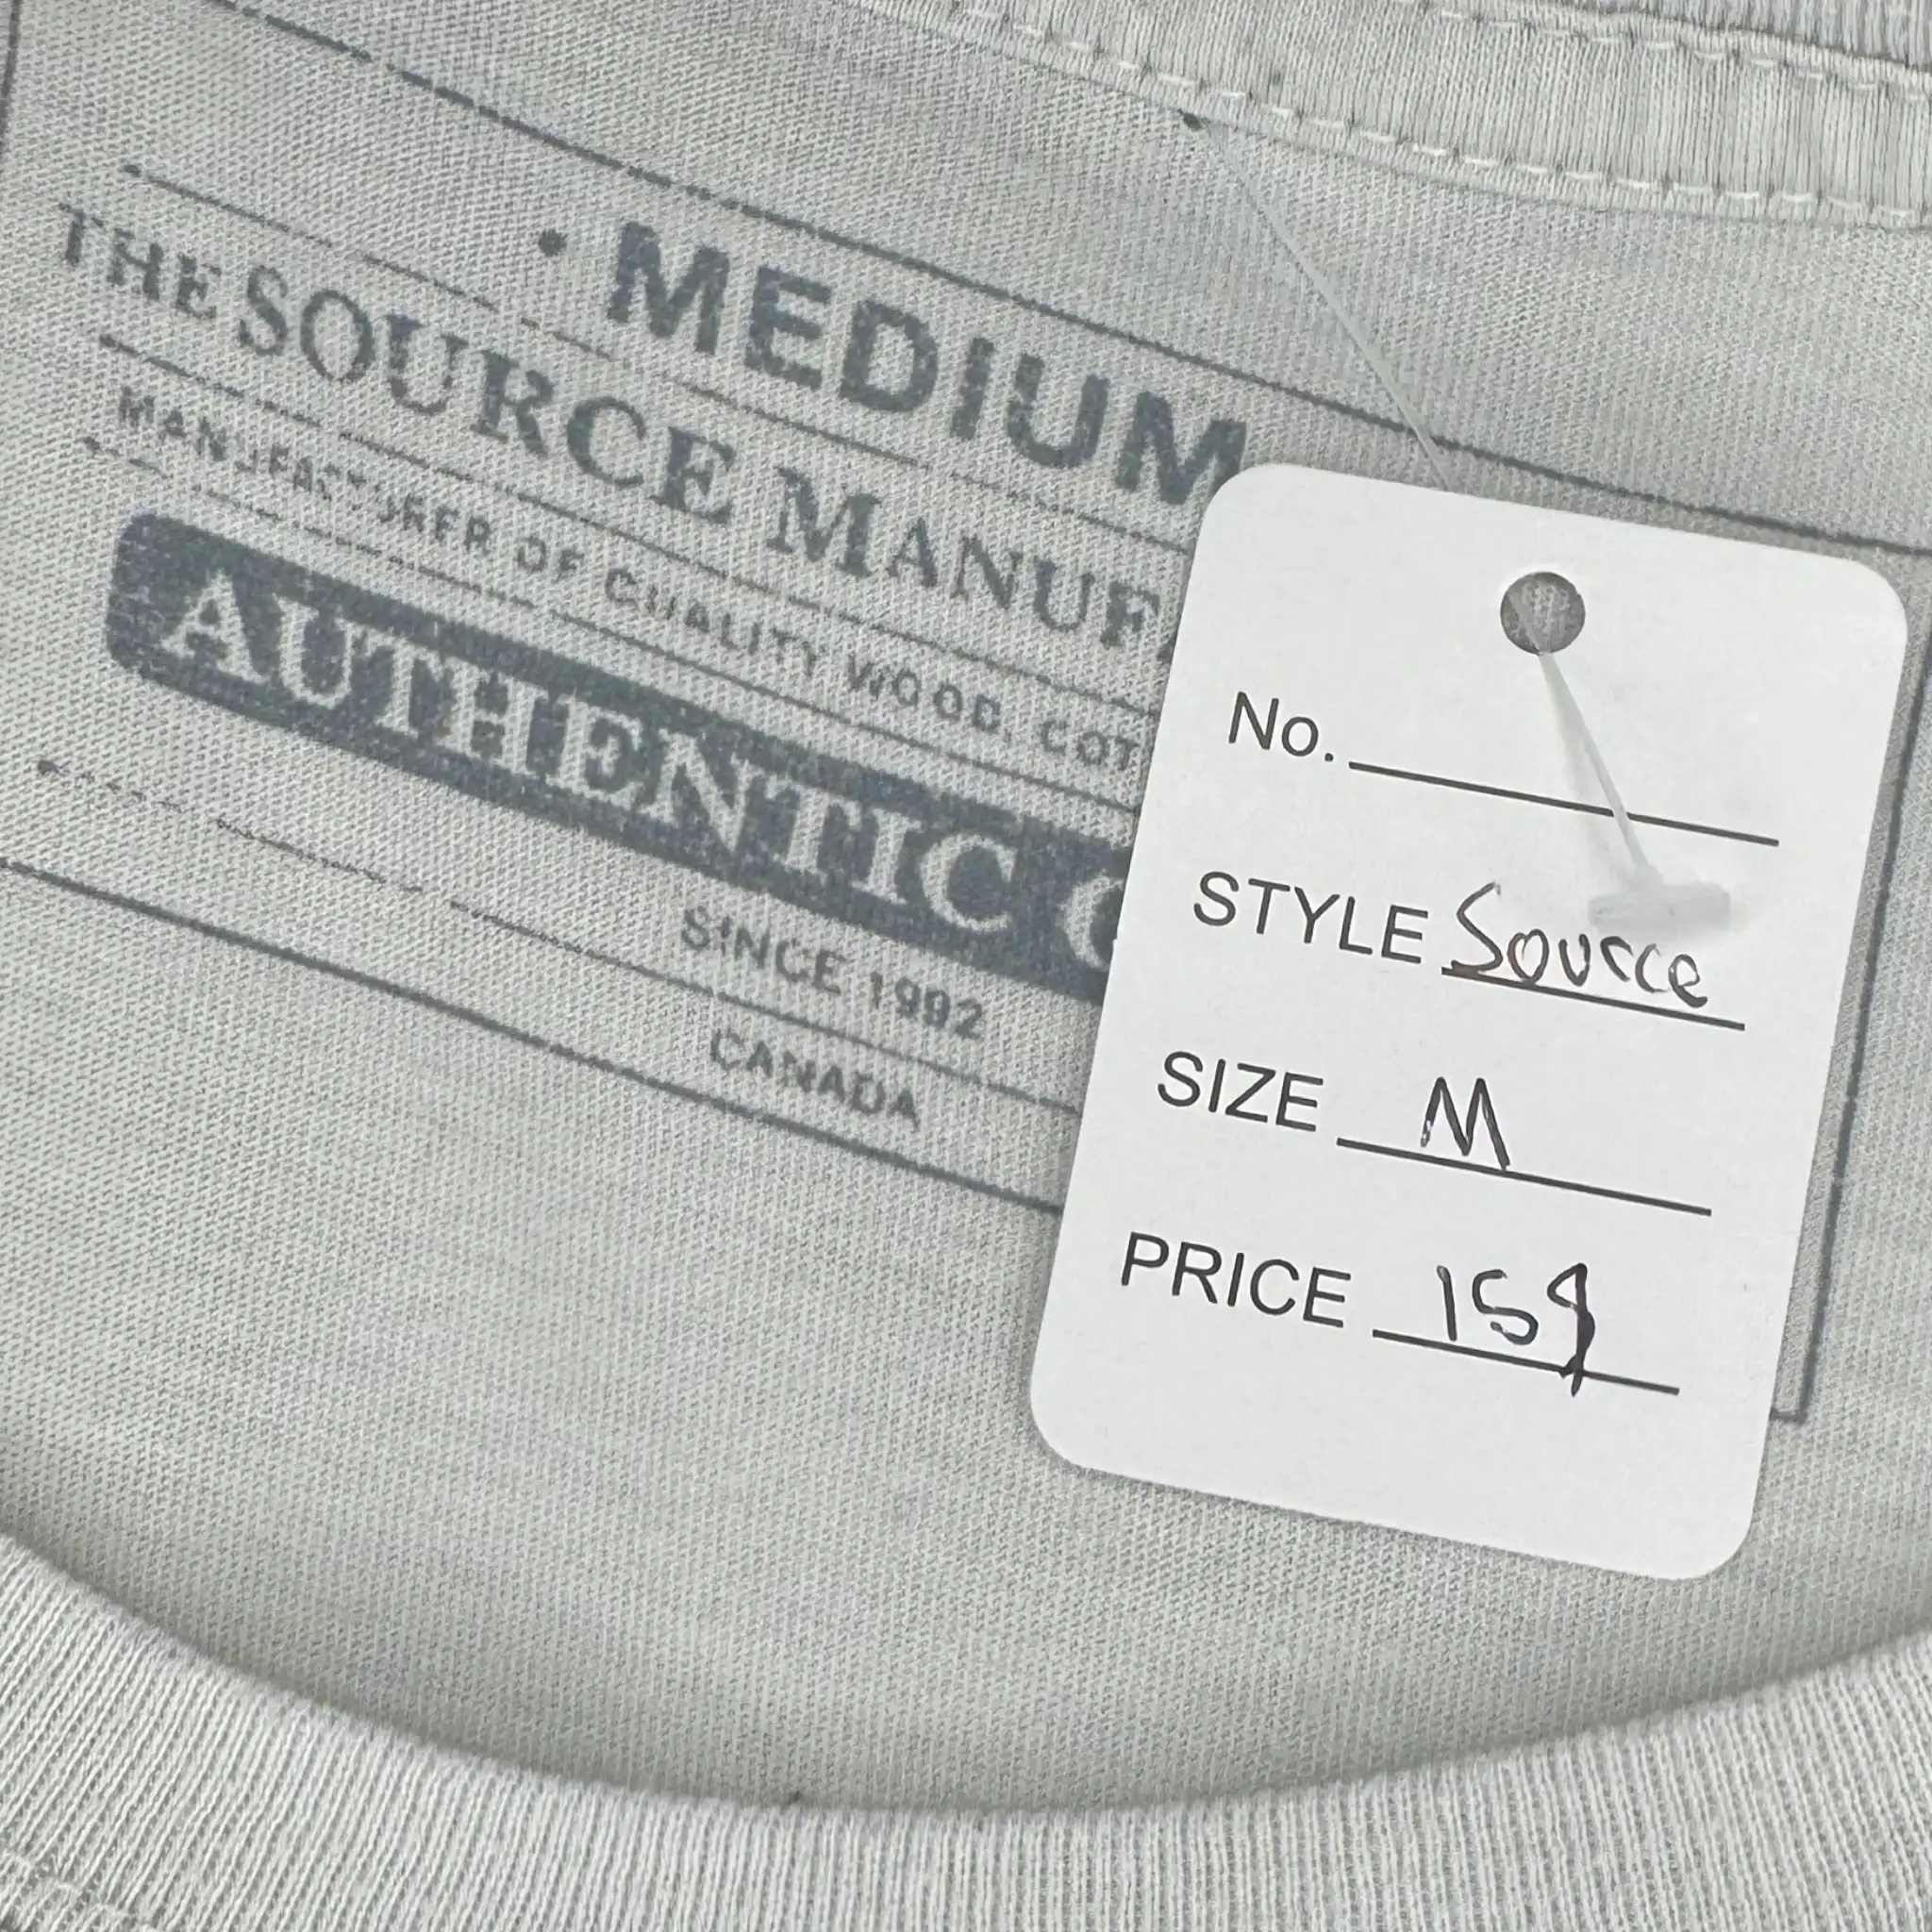 • MEDIUM
THE SOURCE MANUF
MANUFACTURER OF QUALITY WOOD, COT
AUTHENTIC
SINCE 1992
CANADA
No.
STYLE Source
SIZE M
PRICE 15$